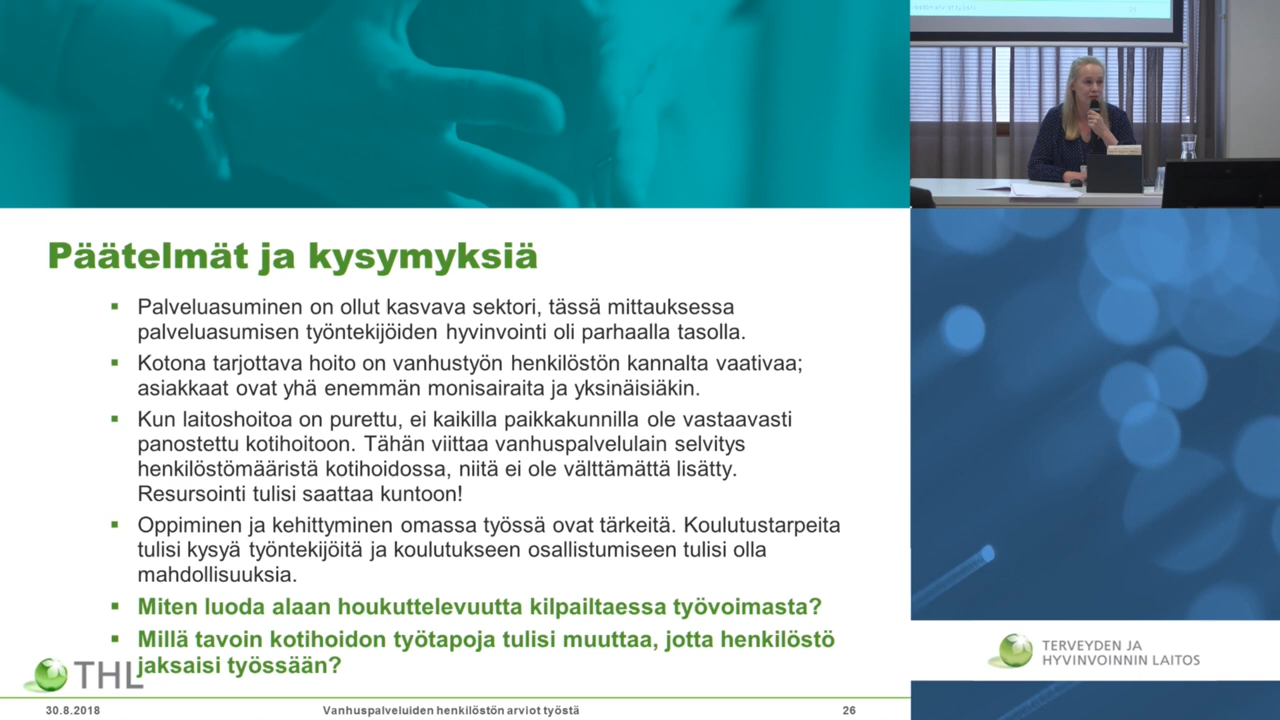 Päätelmät ja kysymyksiä
▪ Palveluasuminen on ollut kasvava sektori, tässä mittauksessa
palveluasumisen työntekijöiden hyvinvointi oli parhaalla tasolla.
▪ Kotona tarjottava hoito on vanhustyön henkilöstön kannalta vaativaa;
asiakkaat ovat yhä enemmän monisairaita ja yksinäisiäkin.
▪ Kun laitoshoitoa on purettu, ei kaikilla paikkakunnilla ole vastaavasti
panostettu kotihoitoon. Tähän viittaa vanhuspalvelulain selvitys
henkilöstömääristä kotihoidossa, niitä ei ole välttämättä lisätty.
Resursointi tulisi saattaa kuntoon!
▪ Oppiminen ja kehittyminen omassa työssä ovat tärkeitä. Koulutustarpeita
tulisi kysyä työntekijöitä ja koulutukseen osallistumiseen tulisi olla
mahdollisuuksia.
▪ Miten luoda alaan houkuttelevuutta kilpailtaessa työvoimasta?
▪ Millä tavoin kotihoidon työtapoja tulisi muuttaa, jotta henkilöstö
jaksaisi työssään?
THL
30.8.2018
Vanhuspalveluiden henkilöstön arviot työstä
26
TERVEYDEN JA
HYVINVOINNIN LAITOS